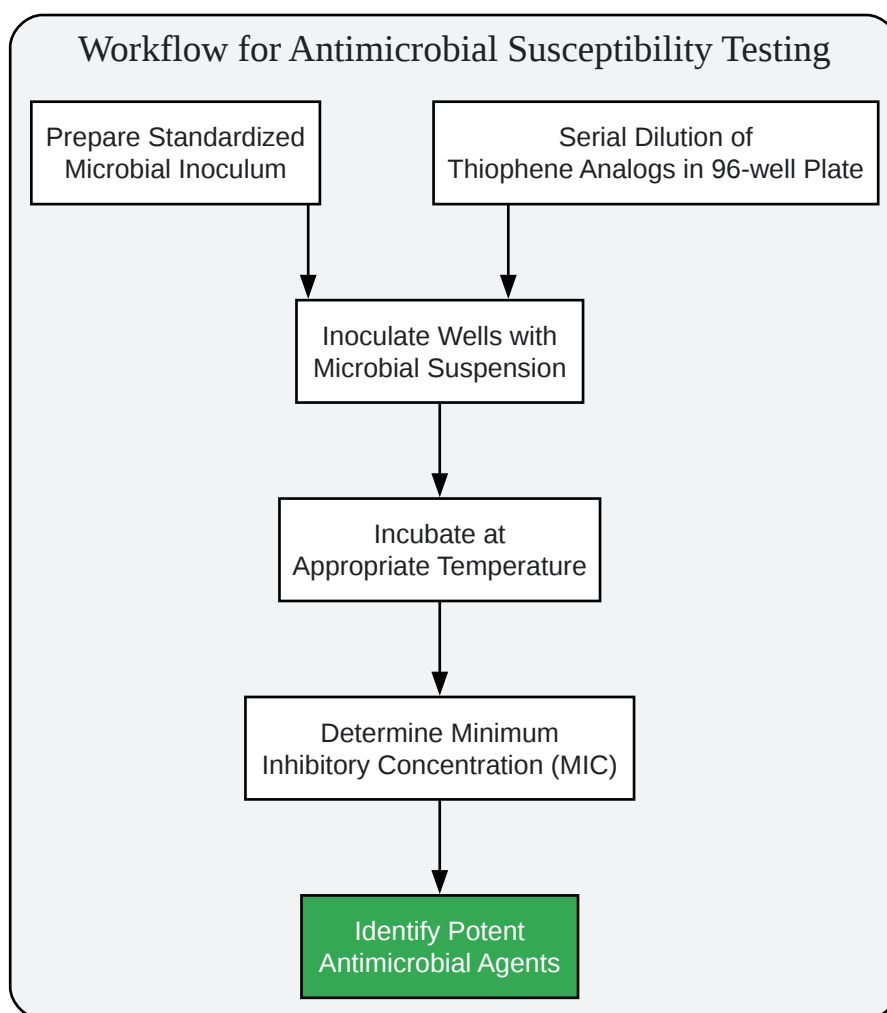 Workflow for Antimicrobial Susceptibility Testing
Prepare Standardized
Microbial Inoculum
Serial Dilution of
Thiophene Analogs in 96-well Plate
Inoculate Wells with
Microbial Suspension
Incubate at
Appropriate Temperature
Determine Minimum
Inhibitory Concentration (MIC)
Identify Potent
Antimicrobial Agents